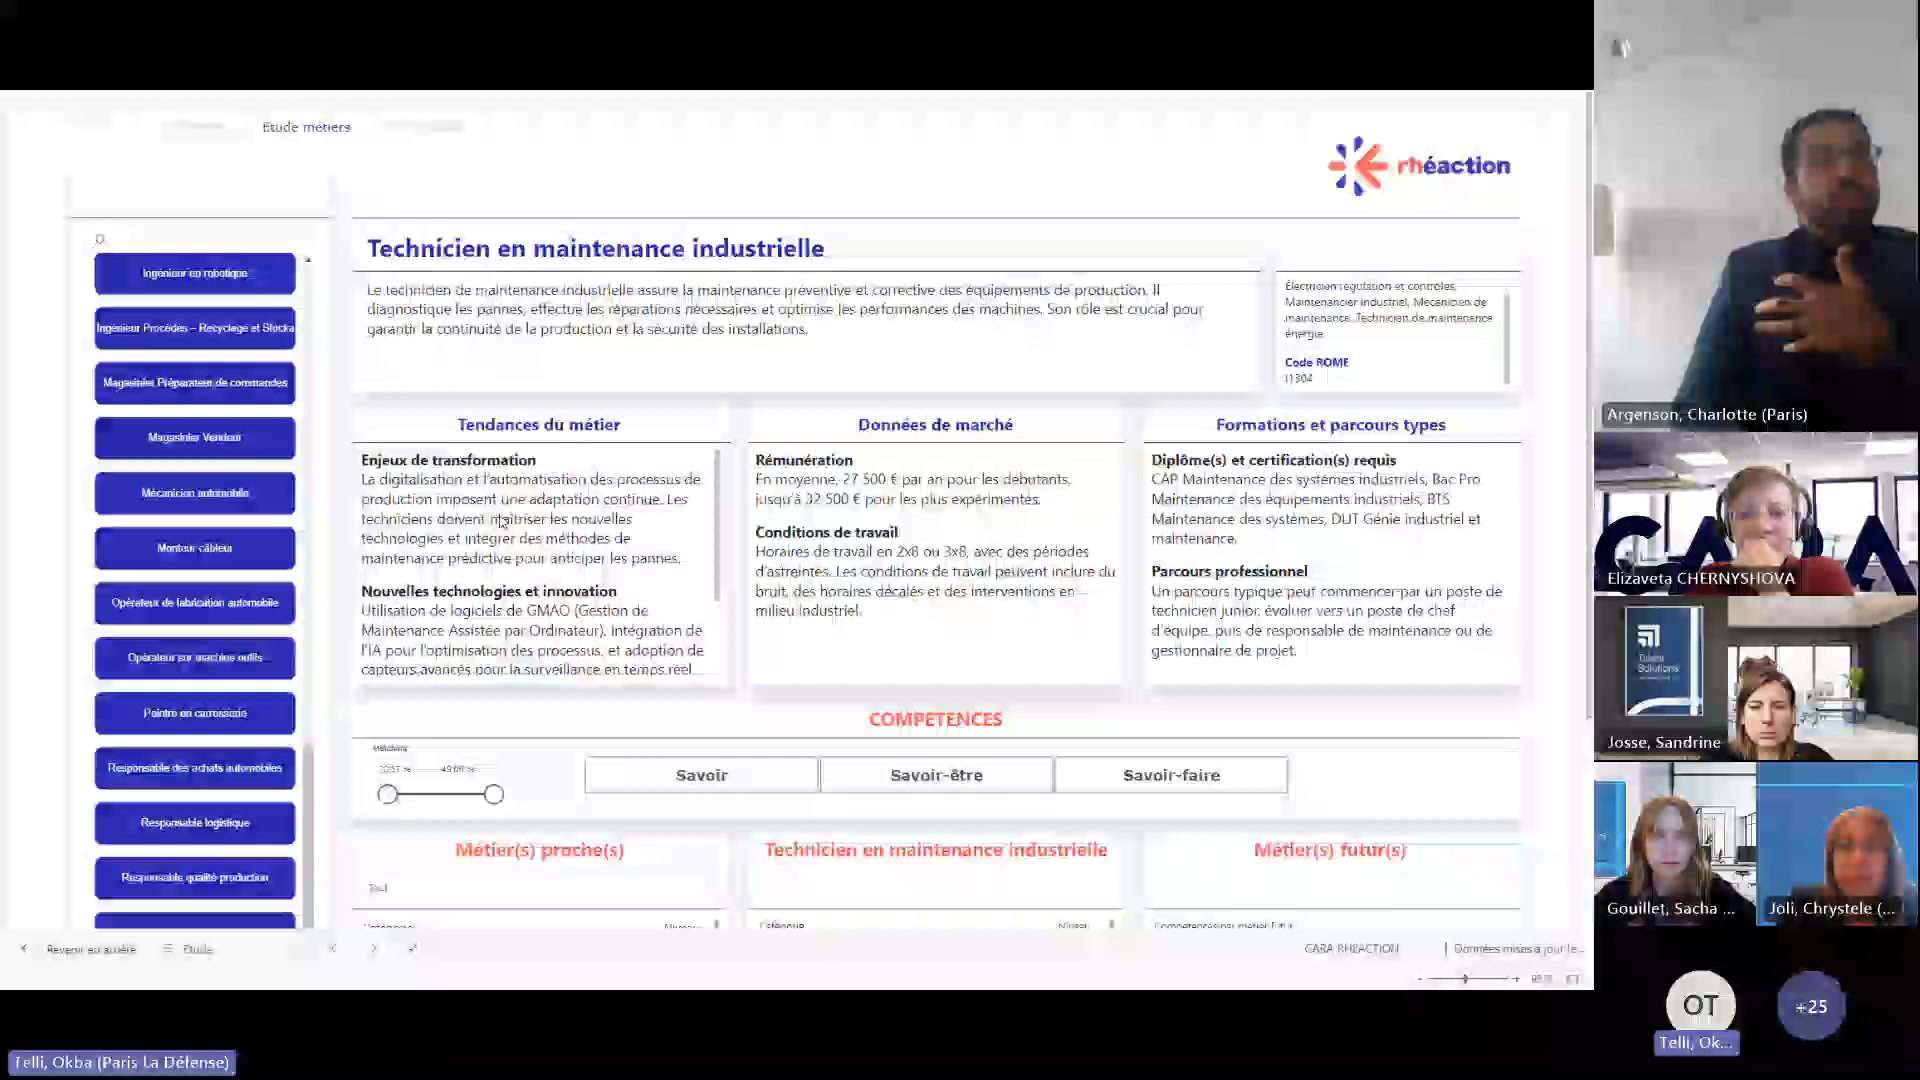 Etude métiers
rhéaction
Technicien en maintenance industrielle
Le technicien de maintenance industrielle assure la maintenance préventive et corrective des équipements de production. Il
diagnostique les pannes, effectue les réparations nécessaires et optimise les performances des machines. Son rôle est crucial pour
garantir la continuité de la production et la sécurité des installations.
Électricien régulation et contrôles,
Maintenancier industriel, Mécanicien de
maintenance, Technicien de maintenance
énergie.
Code ROME
I1304
Ingénieur en robotique
Ingénieur Procédés – Recyclage et Stocka
Magasinier Préparateur de commandes
Magasinier Vendeur
Mécanicien automobile
Monteur câbleur
Opérateur de fabrication automobile
Opérateur sur machine outils
Peintre en carrosserie
Responsable des achats automobiles
Responsable logistique
Responsable qualité production
Tendances du métier
Enjeux de transformation
La digitalisation et l'automatisation des processus de
production imposent une adaptation continue. Les
techniciens doivent maîtriser les nouvelles
technologies et intégrer des méthodes de
maintenance prédictive pour anticiper les pannes.
Nouvelles technologies et innovation
Utilisation de logiciels de GMAO (Gestion de
Maintenance Assistée par Ordinateur). Intégration de
l'IA pour l'optimisation des processus, et adoption de
capteurs avancés pour la surveillance en temps réel
Données de marché
Rémunération
En moyenne, 27 500 € par an pour les débutants,
jusqu'à 32 500 € pour les plus expérimentés.
Conditions de travail
Horaires de travail en 2x8 ou 3x8, avec des périodes
d'astreintes. Les conditions de travail peuvent inclure du
bruit, des horaires décalés et des interventions en
milieu industriel.
Formations et parcours types
Diplôme(s) et certification(s) requis
CAP Maintenance des systèmes industriels, Bac Pro
Maintenance des équipements industriels, BTS
Maintenance des systèmes, DUT Génie industriel et
maintenance.
Parcours professionnel
Un parcours typique peut commencer par un poste de
technicien junior, évoluer vers un poste de chef
d'équipe, puis de responsable de maintenance ou de
gestionnaire de projet.
COMPETENCES
Matching
Savoir
Savoir-être
Savoir-faire
Métier(s) proche(s)
Technicien en maintenance industrielle
Métier(s) futur(s)
Tout
Revenir en arrière
Etude
CARA RHEACTION
Données mises à jour le...
Argenson, Charlotte (Paris)
CARA
Elizaveta CHERNYSHOVA
Talent
Solutions
Josse, Sandrine
Gouillet, Sacha ...
Joli, Chrystele (...
OT
+25
Telli, Ok...
Telli, Okba (Paris La Défense)